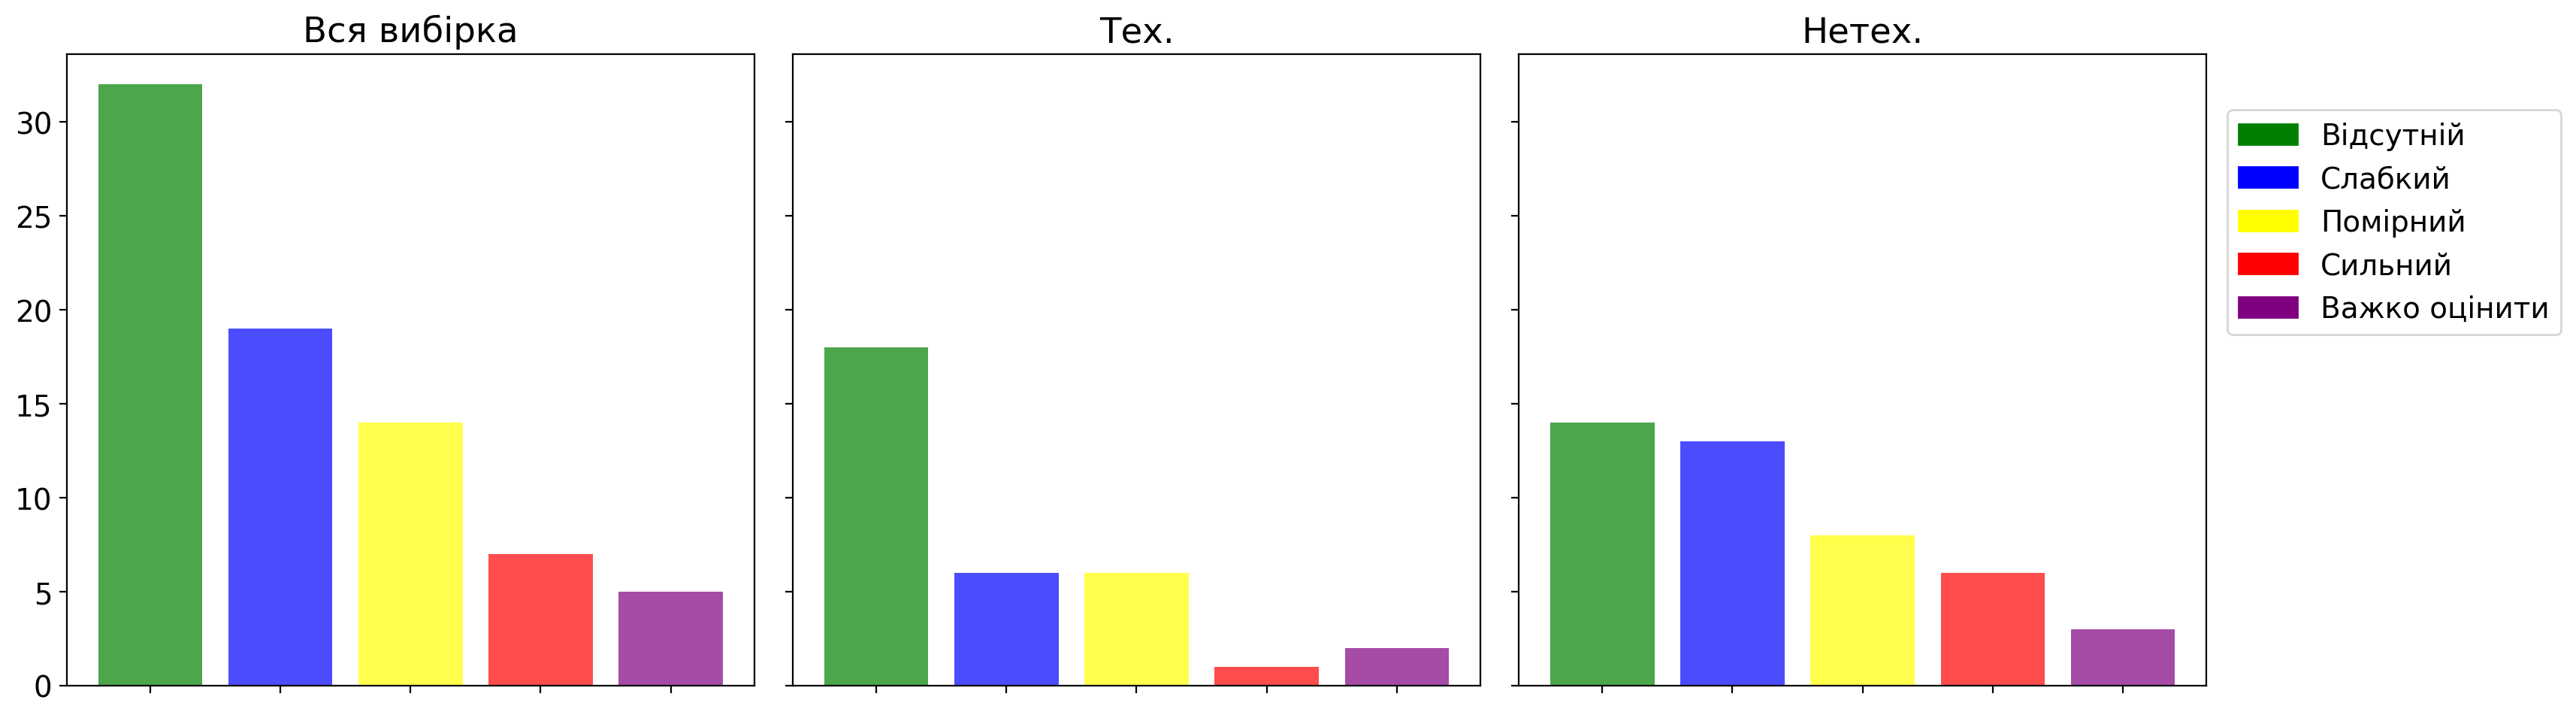 Вся вибірка
Тех.
Нетех.
30
25
20
15
10
5
0
Відсутній
Слабкий
Помірний
Сильний
Важко оцінити